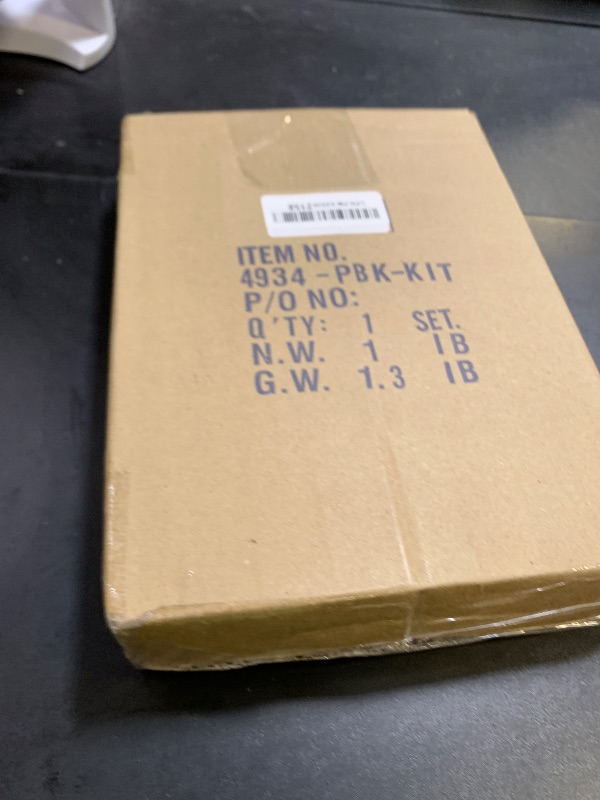 ITEM NO.
4934-PBK-KIT
P/O NO:
Q'TY: 1 SET.
N.W. 1 IB
G.W. 1.3 IB